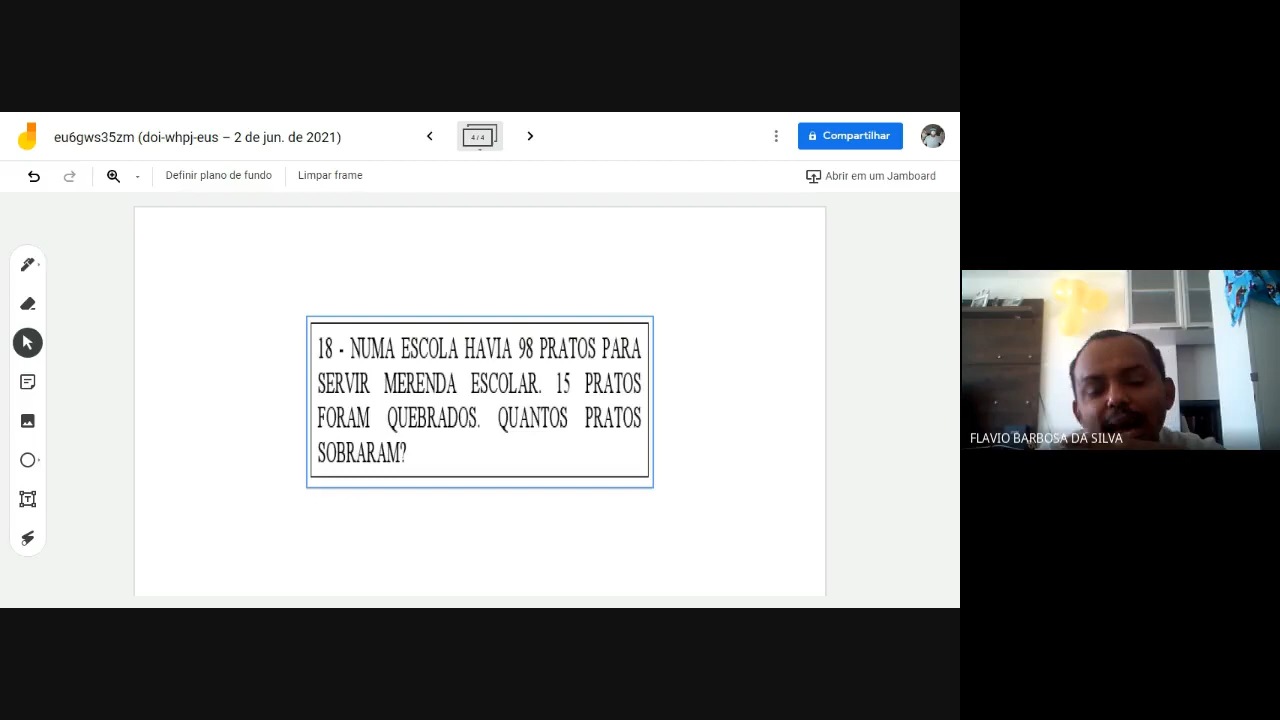 eu6gws35zm (doi-whpj-eus – 2 de jun. de 2021)
4 / 4
Compartilhar
Definir plano de fundo
Limpar frame
Abrir em um Jamboard
18 - NUMA ESCOLA HAVIA 98 PRATOS PARA
SERVIR MERENDA ESCOLAR. 15 PRATOS
FORAM QUEBRADOS. QUANTOS PRATOS
SOBRARAM?
FLAVIO BARBOSA DA SILVA